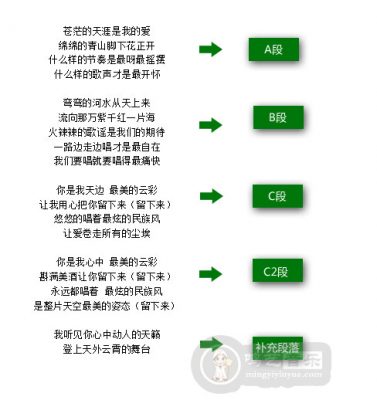 苍茫的天涯是我的爱
绵绵的青山脚下花正开
什么样的节奏是最呀最摇摆
什么样的歌声才是最开怀
A段
弯弯的河水从天上来
流向那万紫千红一片海
火辣辣的歌谣是我们的期待
一路边走边唱才是最自在
我们要唱就要唱得最痛快
B段
你是我天边 最美的云彩
让我用心把你留下来（留下来）
悠悠的唱着最炫的民族风
让爱卷走所有的尘埃
C段
你是我心中 最美的云彩
斟满美酒让你留下来（留下来）
永远都唱着 最炫的民族风
是整片天空最美的姿态（留下来）
C2段
我听见你心中动人的天籁
登上天外云霄的舞台
补充段落
mingyiyinyue.com